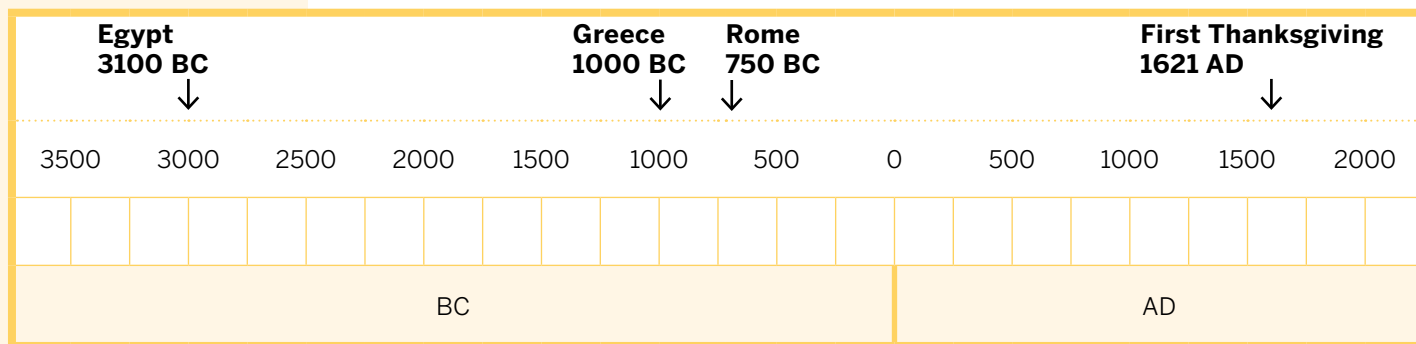 Egypt
3100 BC
Greece
1000 BC
Rome
750 BC
First Thanksgiving
1621 AD
3500 3000 2500 2000 1500 1000 500 0 500 1000 1500 2000
BC AD